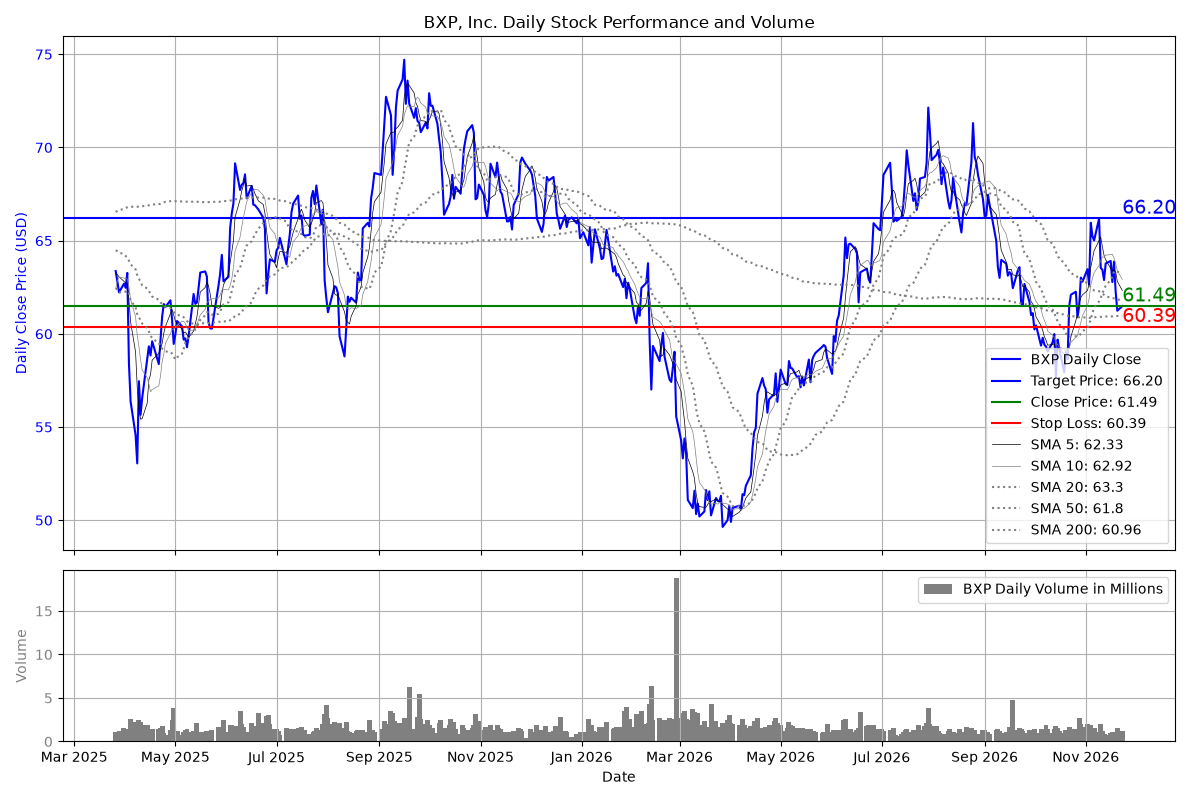 BXP, Inc. Daily Stock Performance and Volume
Daily Close Price (USD)
75
70
65
60
55
50
66.20
61.49
60.39
BXP Daily Close
Target Price: 66.20
Close Price: 61.49
Stop Loss: 60.39
SMA 5: 62.33
SMA 10: 62.92
SMA 20: 63.3
SMA 50: 61.8
SMA 200: 60.96
Volume
15
10
5
0
BXP Daily Volume in Millions
Mar 2025
May 2025
Jul 2025
Sep 2025
Nov 2025
Jan 2026
Mar 2026
May 2026
Jul 2026
Sep 2026
Nov 2026
Date